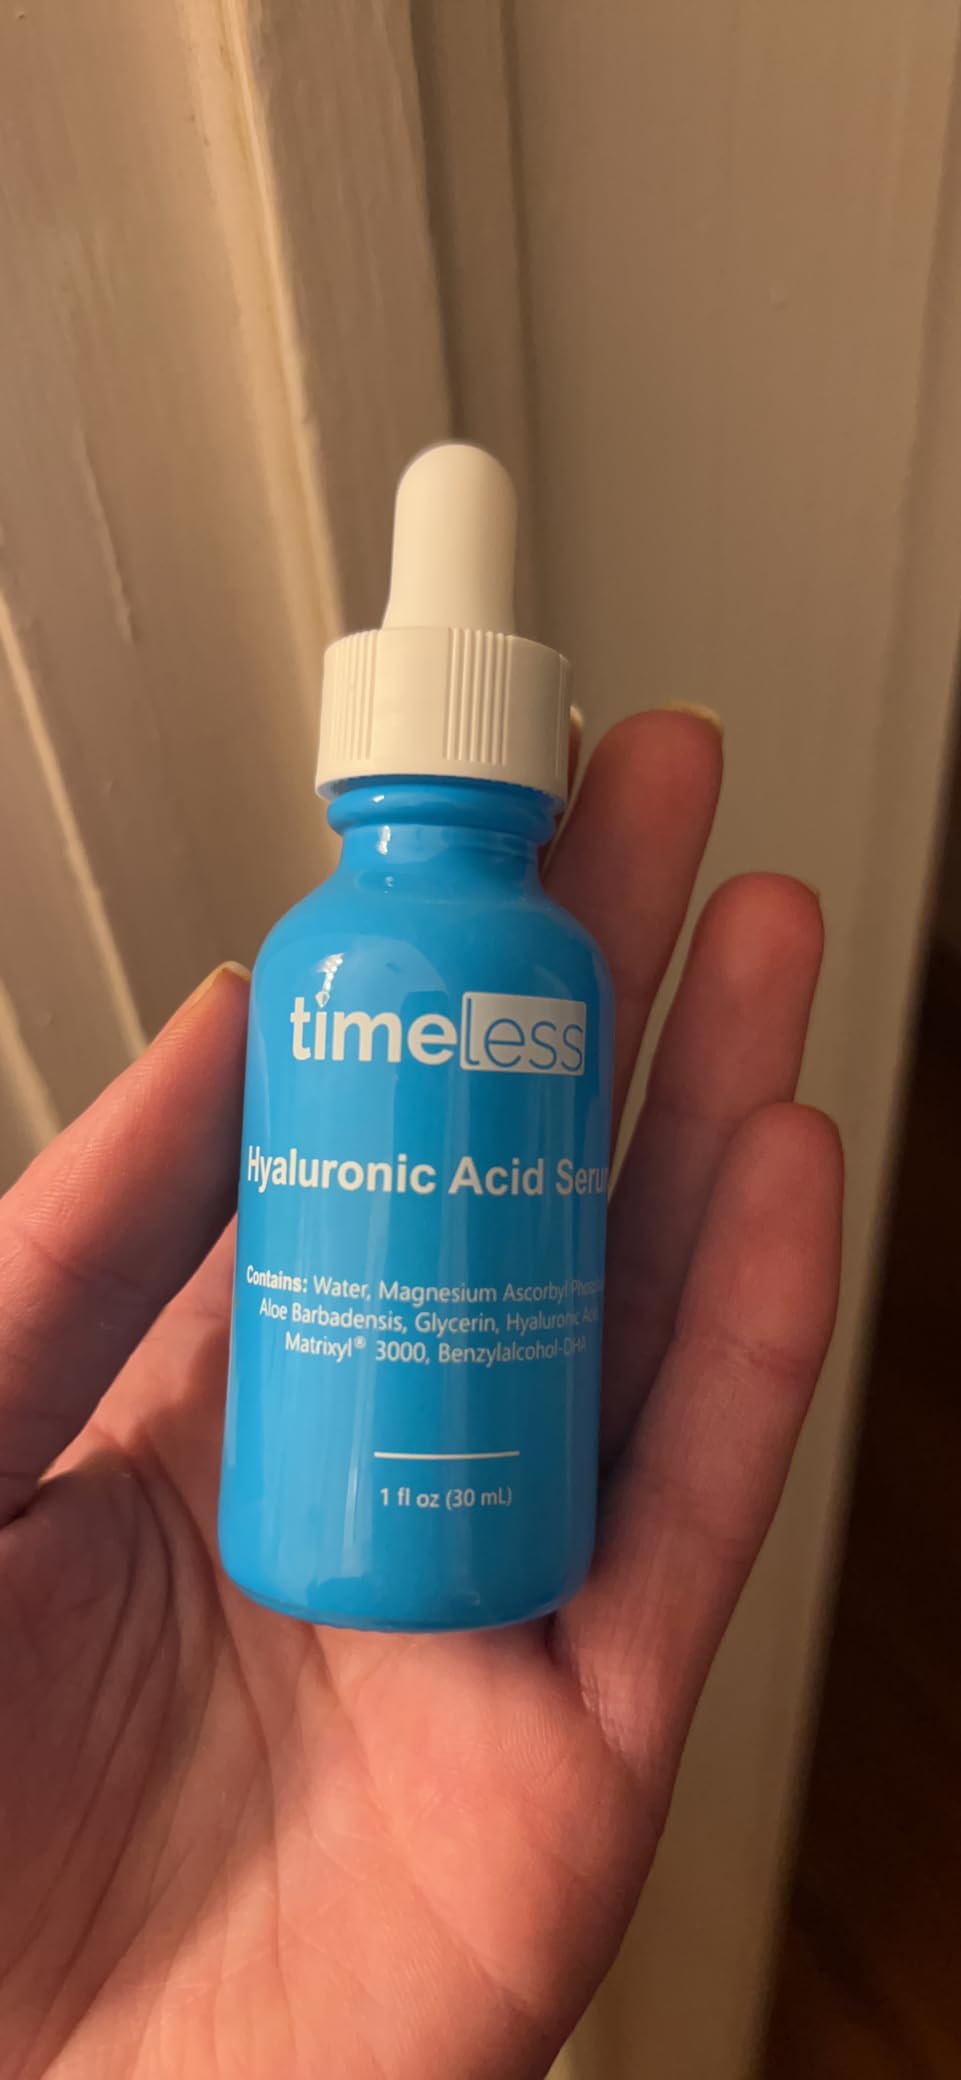 timeless
Hyaluronic Acid
Contains: Water, Magnesium Ascorbyl
Aloe Barbadensis, Glycerin, Hyaluronic Acid
Matrixyl® 3000, Benzylalcohol-DHA
1 fl oz (30 mL)